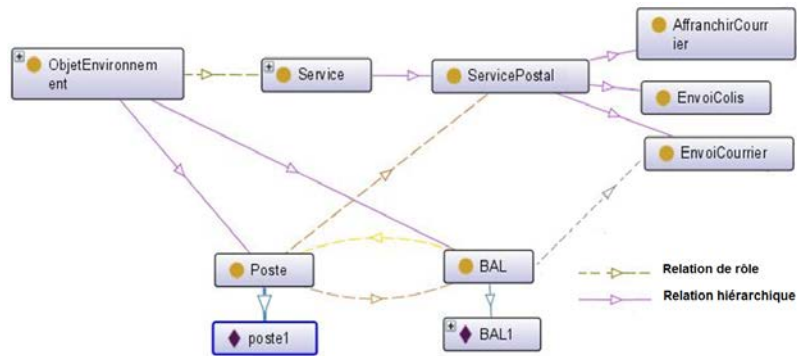 AffranchirCourr
ier
ObjetEnvironnem
ent
Service
ServicePostal
EnvoiColis
EnvoiCourrier
Poste
BAL
Relation de rôle
Relation hiérarchique
poste1
BAL1